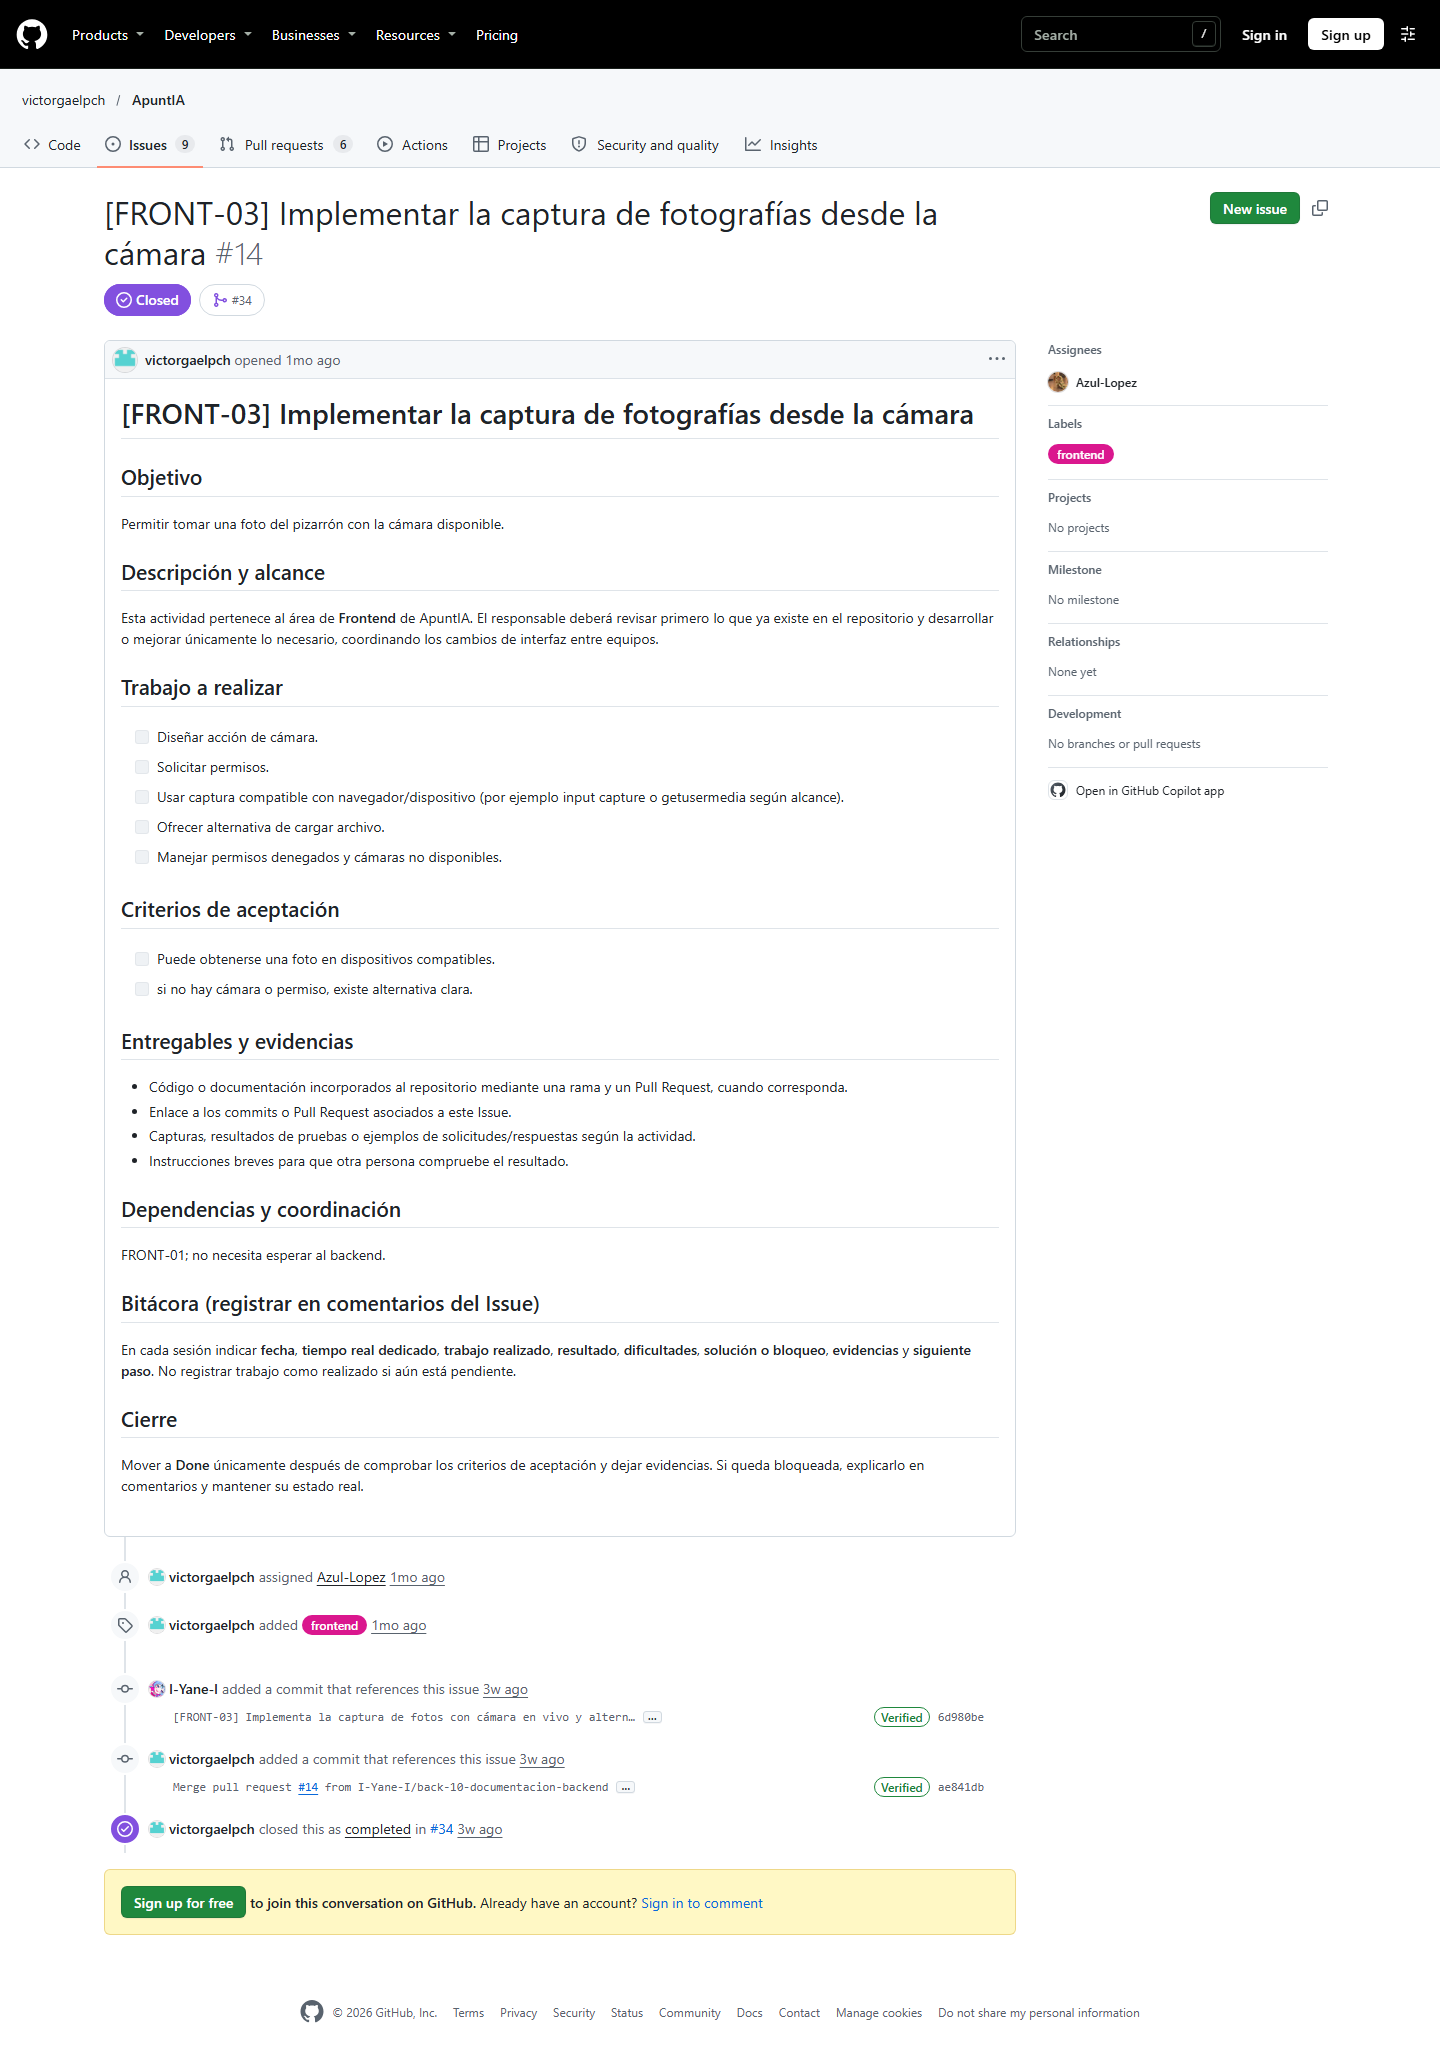 Products
Developers
Businesses
Resources
Pricing
Search
/
Sign in
Sign up
victorgaelpch / ApuntIA
Code
Issues 9
Pull requests 6
Actions
Projects
Security and quality
Insights
[FRONT-03] Implementar la captura de fotografías desde la
cámara #14
New issue
Closed
#34
victorgaelpch opened 1mo ago
[FRONT-03] Implementar la captura de fotografías desde la cámara
Objetivo
Permitir tomar una foto del pizarrón con la cámara disponible.
Descripción y alcance
Esta actividad pertenece al área de Frontend de ApuntIA. El responsable deberá revisar primero lo que ya existe en el repositorio y desarrollar
o mejorar únicamente lo necesario, coordinando los cambios de interfaz entre equipos.
Trabajo a realizar
Diseñar acción de cámara.
Solicitar permisos.
Usar captura compatible con navegador/dispositivo (por ejemplo input capture o getusermedia según alcance).
Ofrecer alternativa de cargar archivo.
Manejar permisos denegados y cámaras no disponibles.
Criterios de aceptación
Puede obtenerse una foto en dispositivos compatibles.
si no hay cámara o permiso, existe alternativa clara.
Entregables y evidencias
Código o documentación incorporados al repositorio mediante una rama y un Pull Request, cuando corresponda.
Enlace a los commits o Pull Request asociados a este Issue.
Capturas, resultados de pruebas o ejemplos de solicitudes/respuestas según la actividad.
Instrucciones breves para que otra persona compruebe el resultado.
Dependencias y coordinación
FRONT-01; no necesita esperar al backend.
Bitácora (registrar en comentarios del Issue)
En cada sesión indicar fecha, tiempo real dedicado, trabajo realizado, resultado, dificultades, solución o bloqueo, evidencias y siguiente
paso. No registrar trabajo como realizado si aún está pendiente.
Cierre
Mover a Done únicamente después de comprobar los criterios de aceptación y dejar evidencias. Si queda bloqueada, explicarlo en
comentarios y mantener su estado real.
Assignees
Azul-Lopez
Labels
frontend
Projects
No projects
Milestone
No milestone
Relationships
None yet
Development
No branches or pull requests
Open in GitHub Copilot app
victorgaelpch assigned Azul-Lopez 1mo ago
victorgaelpch added frontend 1mo ago
I-Yane-I added a commit that references this issue 3w ago
[FRONT-03] Implementa la captura de fotos con cámara en vivo y altern… ...
Verified 6d980be
victorgaelpch added a commit that references this issue 3w ago
Merge pull request #14 from I-Yane-I/back-10-documentacion-backend ...
Verified ae841db
victorgaelpch closed this as completed in #34 3w ago
Sign up for free to join this conversation on GitHub. Already have an account? Sign in to comment
© 2026 GitHub, Inc. Terms Privacy Security Status Community Docs Contact Manage cookies Do not share my personal information